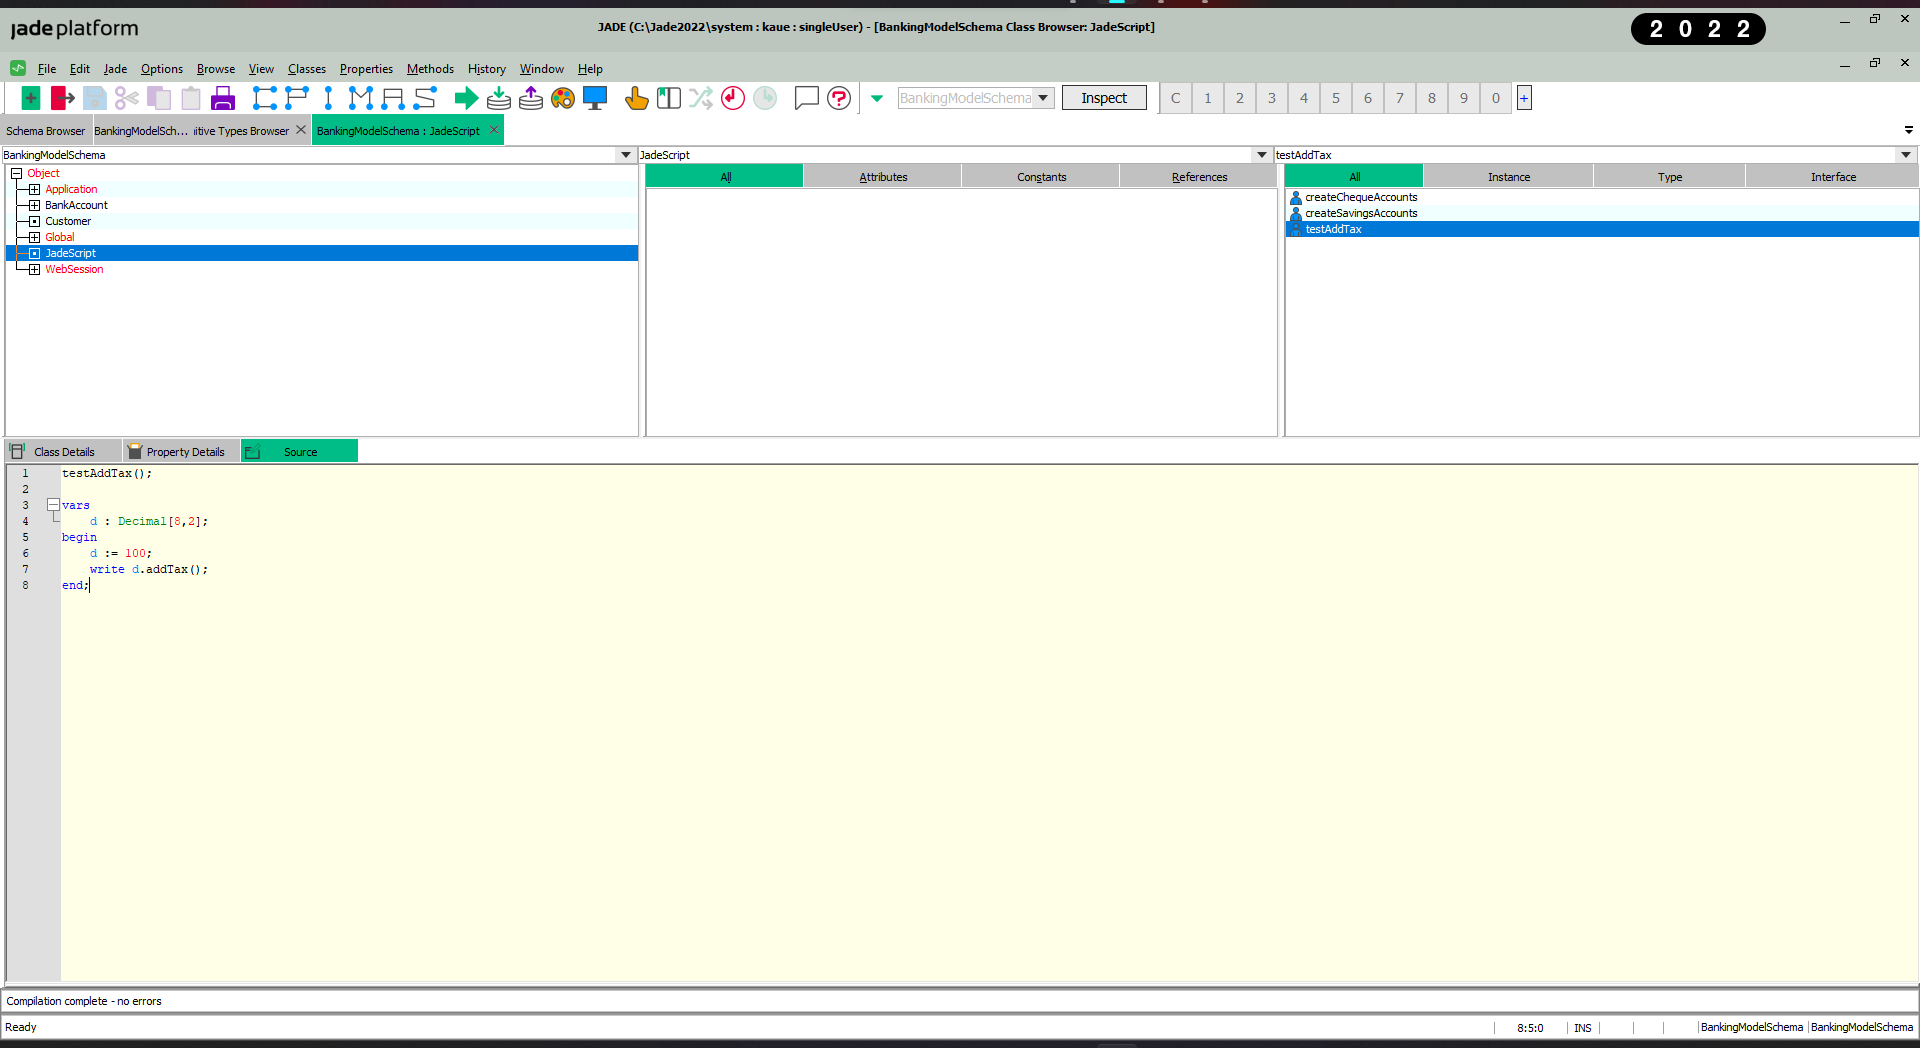 jade platform
JADE (C:\Jade2022\system : kaue : singleUser) - [BankingModelSchema Class Browser: JadeScript]
2 0 2 2
File Edit Jade Options Browse View Classes Properties Methods History Window Help
BankingModelSchema Inspect C 1 2 3 4 5 6 7 8 9 0 +
Schema Browser BankingModelSch... itive Types Browser BankingModelSchema : JadeScript
BankingModelSchema JadeScript testAddTax
Object
Application
BankAccount
Customer
Global
JadeScript
WebSession
All Attributes Constants References
All Instance Type Interface
createChequeAccounts
createSavingsAccounts
testAddTax
Class Details Property Details Source
1 testAddTax();
2
3 vars
4 d : Decimal[8,2];
5 begin
6 d := 100;
7 write d.addTax();
8 end;
Compilation complete - no errors
Ready 8:5:0 INS BankingModelSchema BankingModelSchema